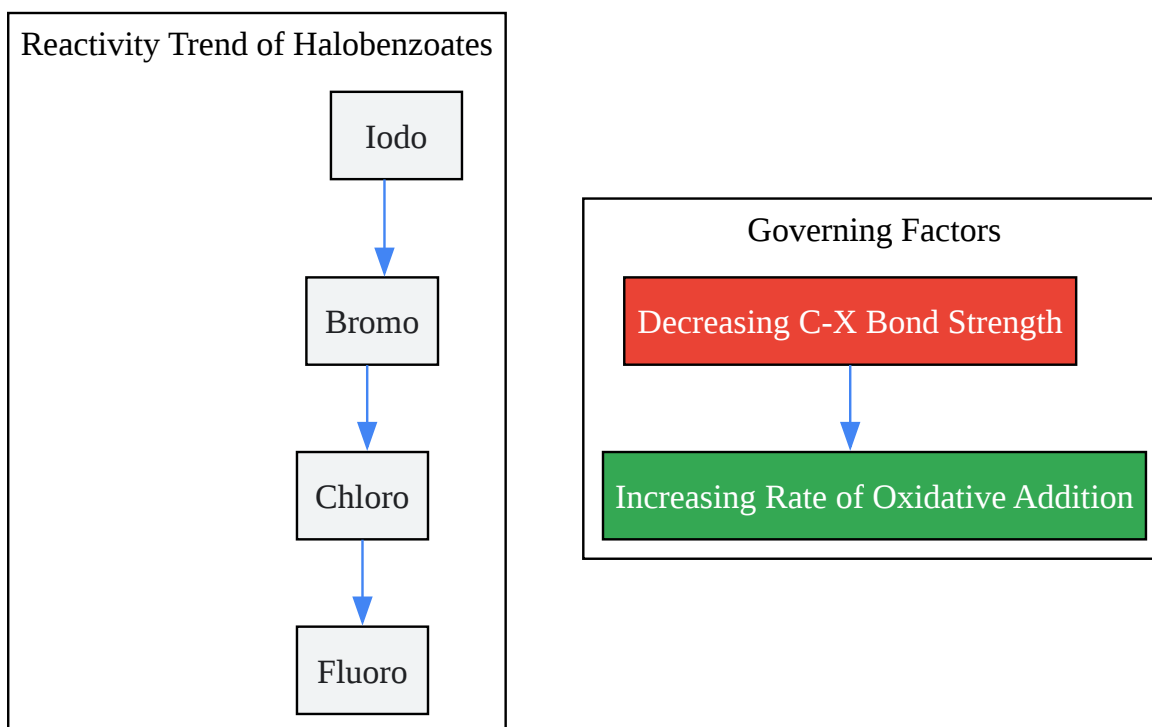 Reactivity Trend of Halobenzoates
Iodo
Bromo
Chloro
Fluoro
Governing Factors
Decreasing C-X Bond Strength
Increasing Rate of Oxidative Addition